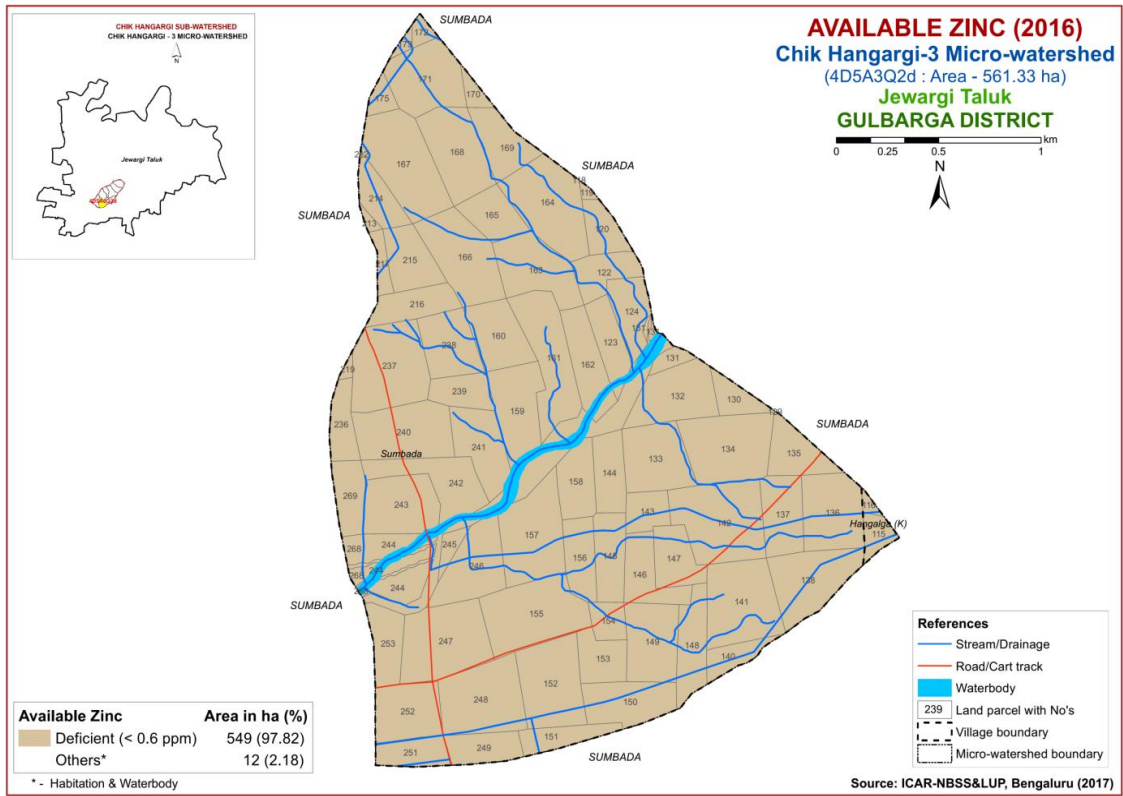 CHIK HANGARGI SUB-WATERSHED
CHIK HANGARGI - 3 MICRO-WATERSHED
N
Jewargi Taluk
AVAILABLE ZINC (2016)
Chik Hangargi-3 Micro-watershed
(4D5A3Q2d : Area - 561.33 ha)
Jewargi Taluk
GULBARGA DISTRICT
km
0 0.25 0.5 1
N
SUMBADA
172
173
171
170
175
169
168
167
SUMBADA
118
119
214
SUMBADA
213
165
164
120
215
166
163
122
216
124
160
123
131
238
161
162
237
219
132
130
239
129
159
236
240
SUMBADA
Sumbada
241
133
134
135
144
242
158
269
243
143
142
137
136
116
Hangalga (K)
157
115
268
244
245
246
156
145
147
146
138
244
SUMBADA
155
141
154
253
247
149
148
153
140
152
248
150
252
151
251
249
SUMBADA
References
Stream/Drainage
Road/Cart track
Waterbody
239 Land parcel with No's
Village boundary
Micro-watershed boundary
Available Zinc Area in ha (%)
Deficient (< 0.6 ppm) 549 (97.82)
Others* 12 (2.18)
* - Habitation & Waterbody
Source: ICAR-NBSS&LUP, Bengaluru (2017)